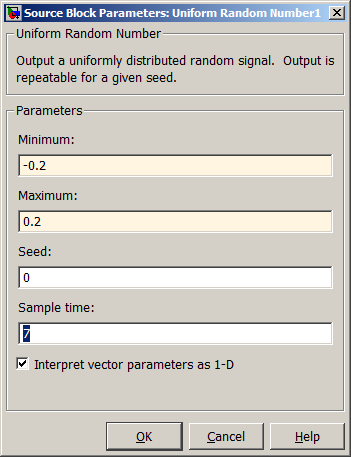 Source Block Parameters: Uniform Random Number1
Uniform Random Number
Output a uniformly distributed random signal.  Output is
repeatable for a given seed.
Parameters
Minimum:
-0.2
Maximum:
0.2
Seed:
0
Sample time:
7
Interpret vector parameters as 1-D
OK Cancel Help